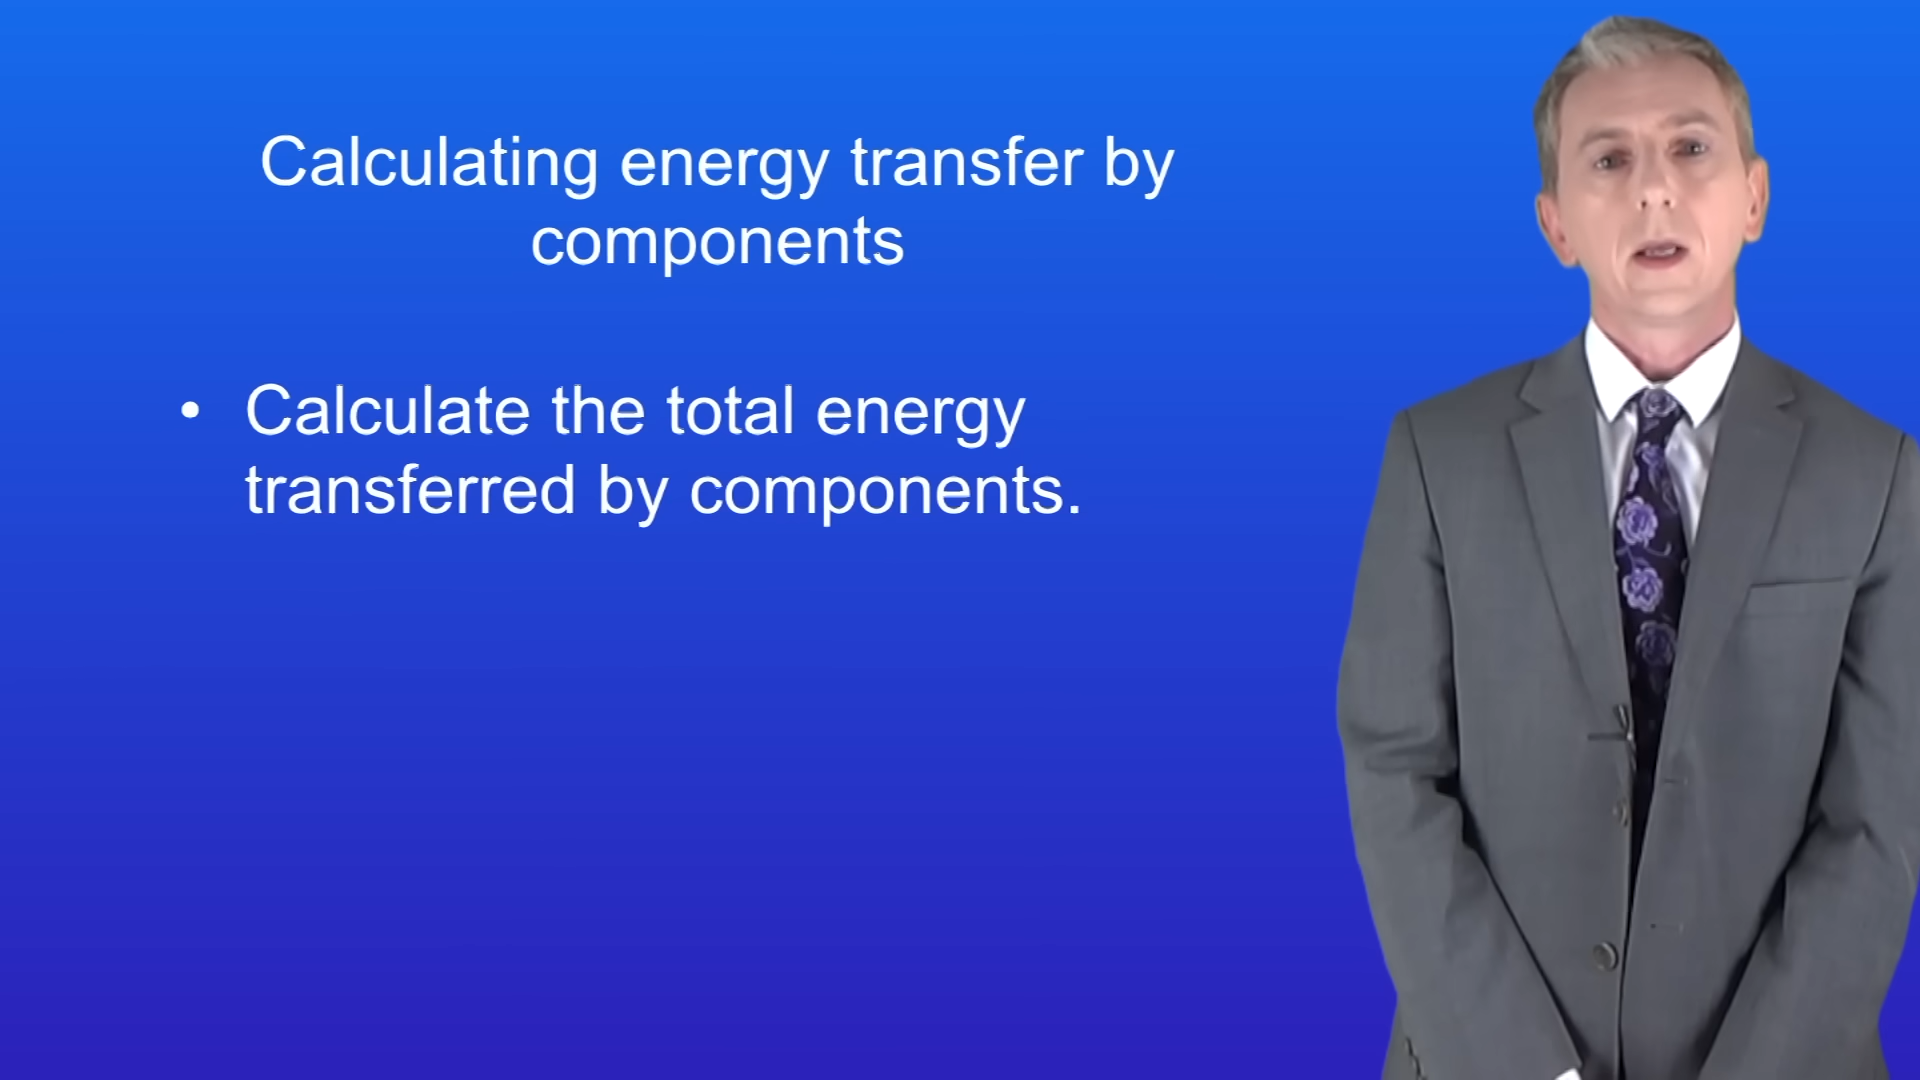 Calculating energy transfer by
components
• Calculate the total energy
transferred by components.